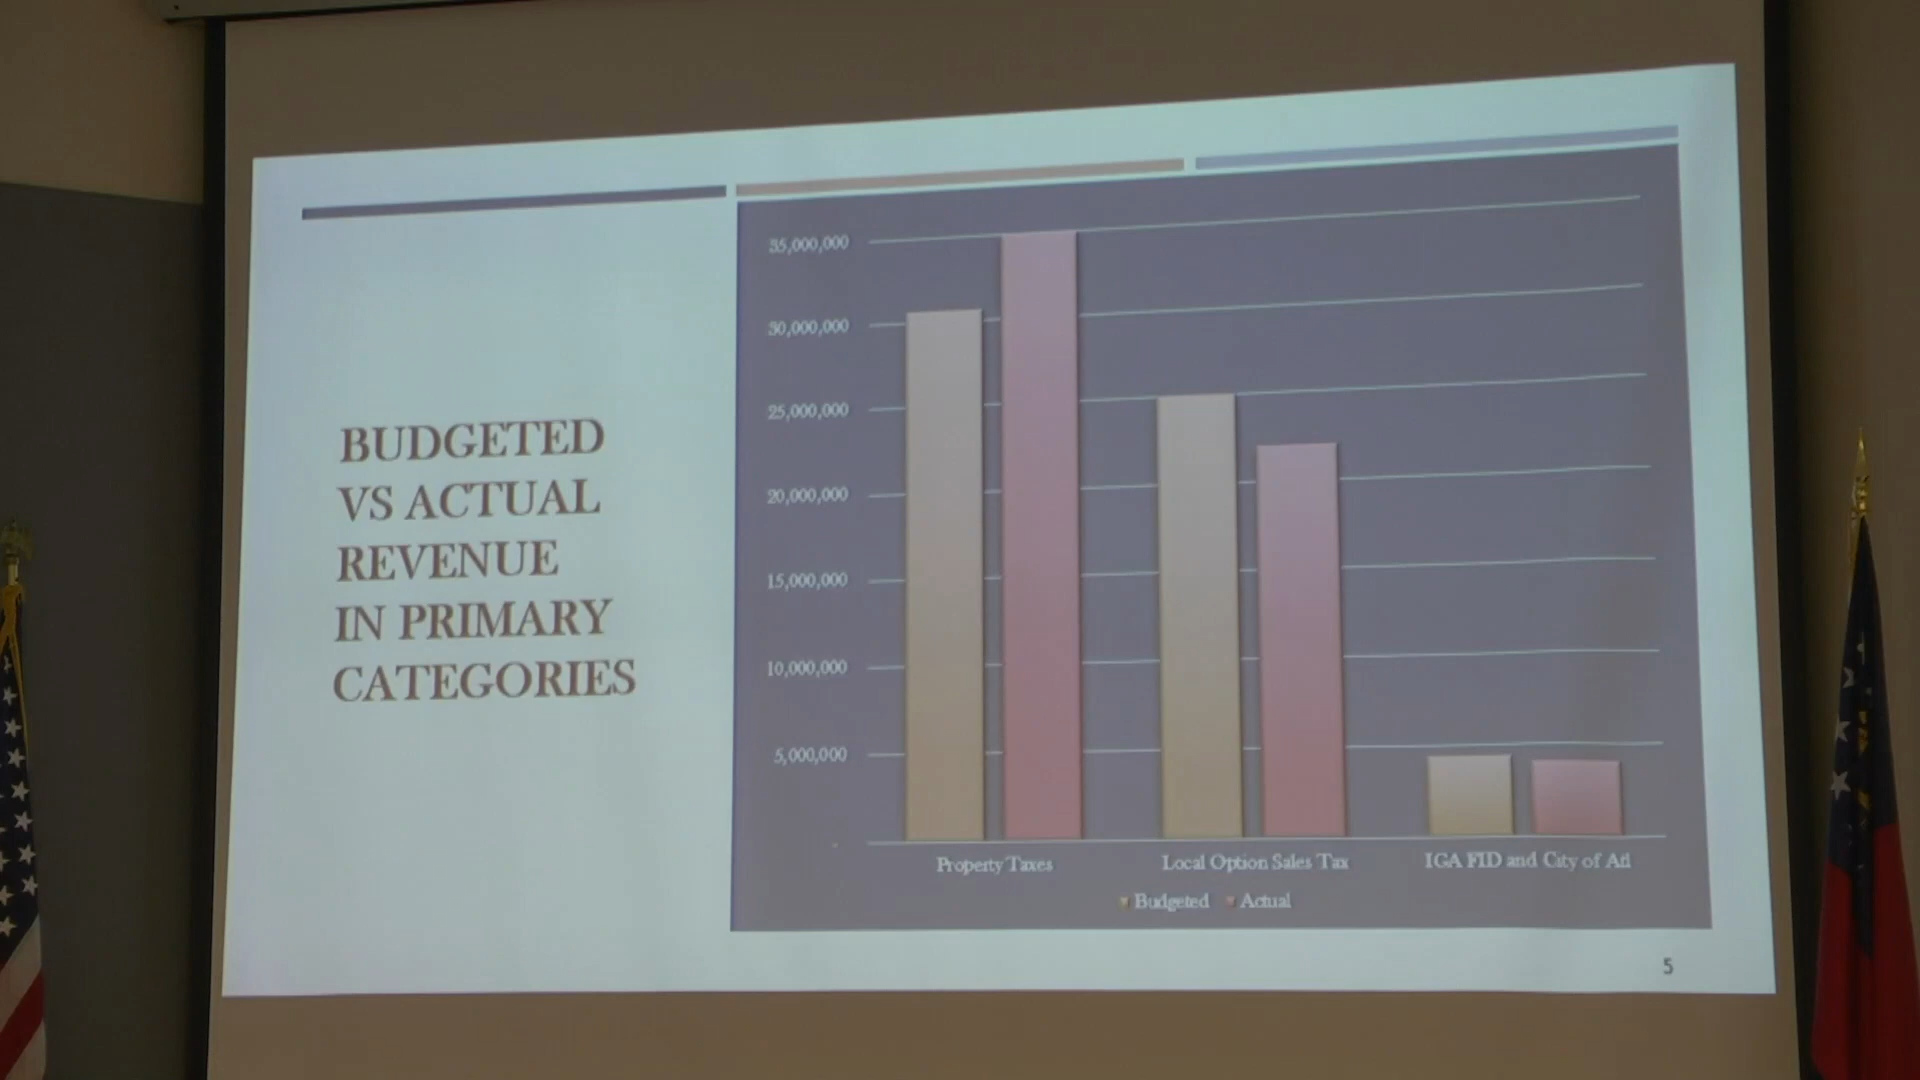 BUDGETED
VS ACTUAL
REVENUE
IN PRIMARY
CATEGORIES
35,000,000
30,000,000
25,000,000
20,000,000
15,000,000
10,000,000
5,000,000
-
Property Taxes
Local Option Sales Tax
IGA FID and City of Atl
Budgeted Actual
5